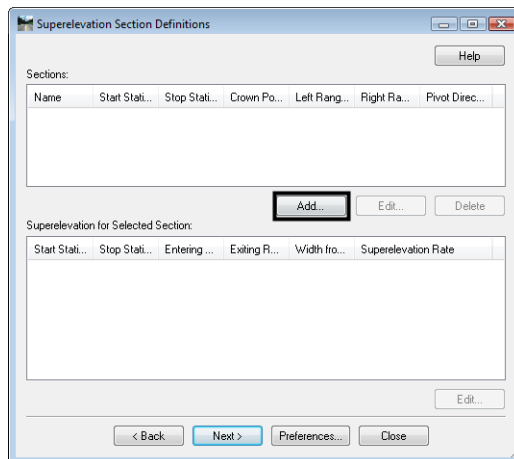 Superelevation Section Definitions
Help
Sections:
Name Start Stati... Stop Stati... Crown Po... Left Rang... Right Ra... Pivot Direc...
Add... Edit... Delete
Superelevation for Selected Section:
Start Stati... Stop Stati... Entering ... Exiting R... Width fro... Superelevation Rate
Edit...
< Back Next > Preferences... Close